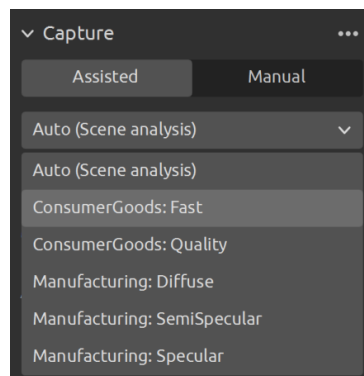 Capture
Assisted Manual
Auto (Scene analysis)
Auto (Scene analysis)
ConsumerGoods: Fast
ConsumerGoods: Quality
Manufacturing: Diffuse
Manufacturing: SemiSpecular
Manufacturing: Specular